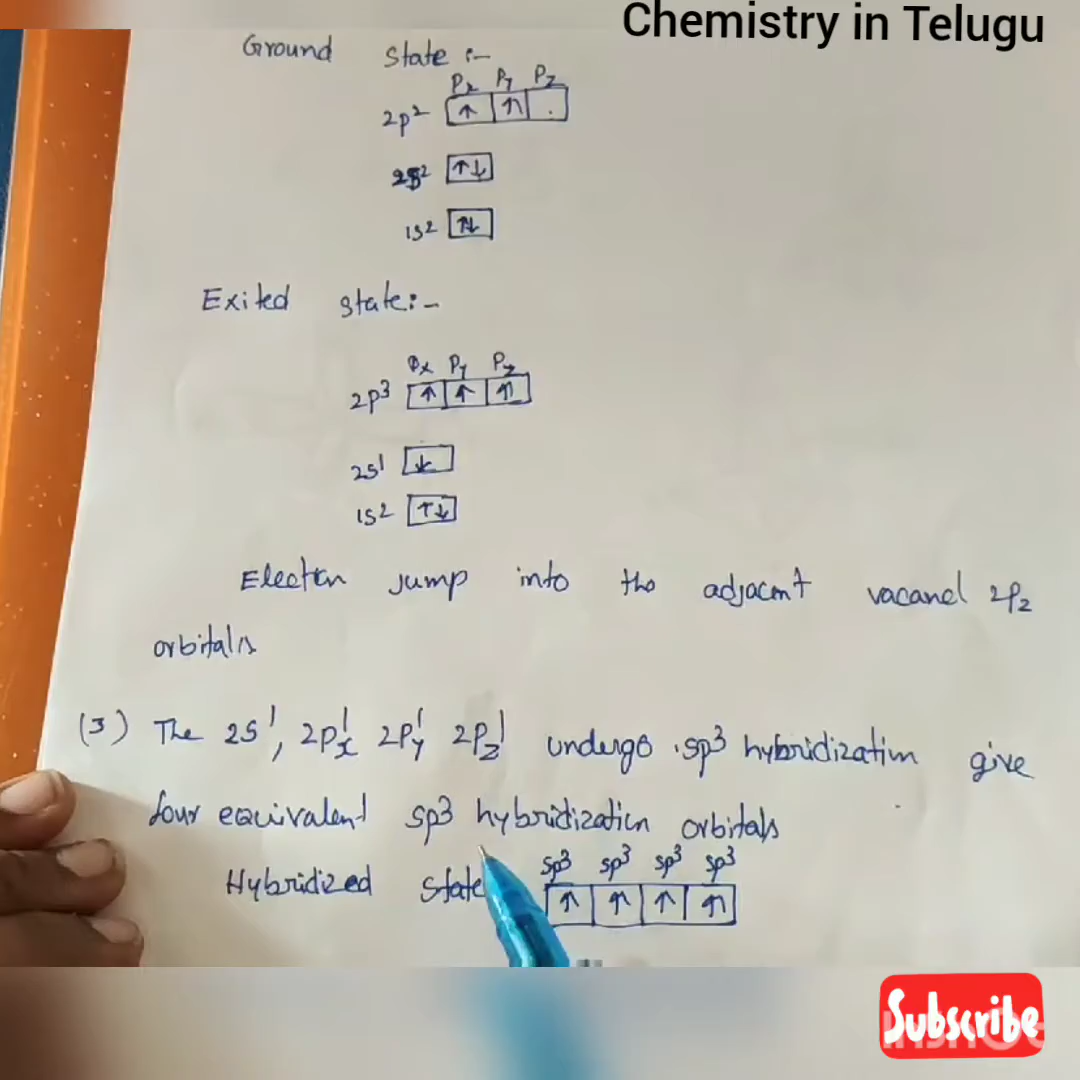 Chemistry in Telugu
Ground state :-
Px Py Pz
2p² ↑ ↑
2s² ↑↓
1s² ↑↓
Exited state:-
Px Py Pz
2p³ ↑ ↑ ↑
2s¹ ↓
1s² ↑↓
Electron jump into the adjacent 2Pz
orbitals
(3) The 2S¹, 2Px¹ 2Py¹ 2Pz¹ undergo sp3 hybridization give
four equivalent sp3 hybridization orbitals
sp3 sp3 sp3 sp3
Hybridized state ↑ ↑ ↑ ↑
Subscribe